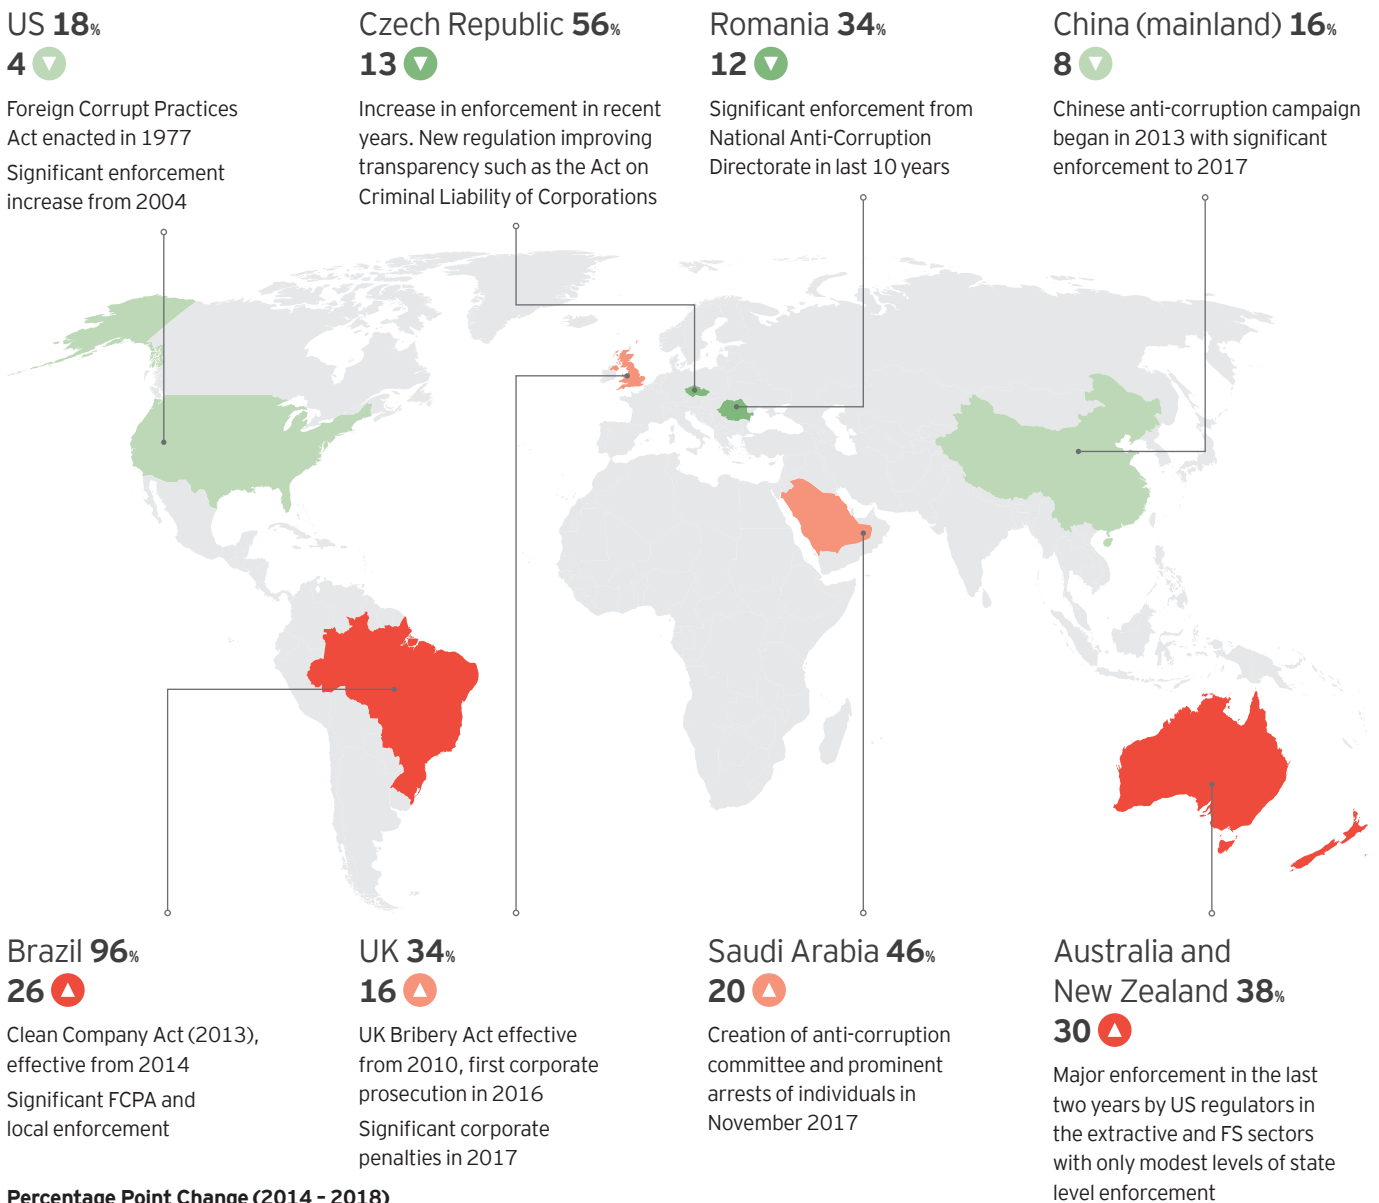 US 18%
4
Foreign Corrupt Practices
Act enacted in 1977
Significant enforcement
increase from 2004
Czech Republic 56%
13
Increase in enforcement in recent
years. New regulation improving
transparency such as the Act on
Criminal Liability of Corporations
Romania 34%
12
Significant enforcement from
National Anti-Corruption
Directorate in last 10 years
China (mainland) 16%
8
Chinese anti-corruption campaign
began in 2013 with significant
enforcement to 2017
Brazil 96%
26
Clean Company Act (2013),
effective from 2014
Significant FCPA and
local enforcement
UK 34%
16
UK Bribery Act effective
from 2010, first corporate
prosecution in 2016
Significant corporate
penalties in 2017
Saudi Arabia 46%
20
Creation of anti-corruption
committee and prominent
arrests of individuals in
November 2017
Australia and
New Zealand 38%
30
Major enforcement in the last
two years by US regulators in
the extractive and FS sectors
with only modest levels of state
level enforcement
Percentage Point Change (2014 – 2018)